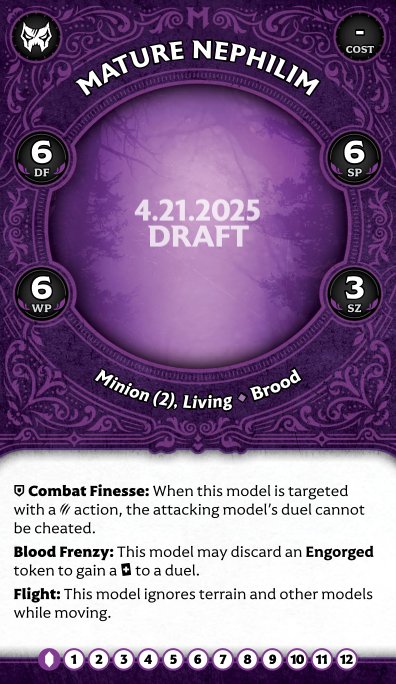 -
COST
MATURE NEPHILIM
6
DF
6
SP
4.21.2025
DRAFT
6
WP
3
SZ
Minion (2), Living ◆ Brood
Combat Finesse: When this model is targeted
with a action, the attacking model's duel cannot
be cheated.
Blood Frenzy: This model may discard an Engorged
token to gain a to a duel.
Flight: This model ignores terrain and other models
while moving.
1 2 3 4 5 6 7 8 9 10 11 12